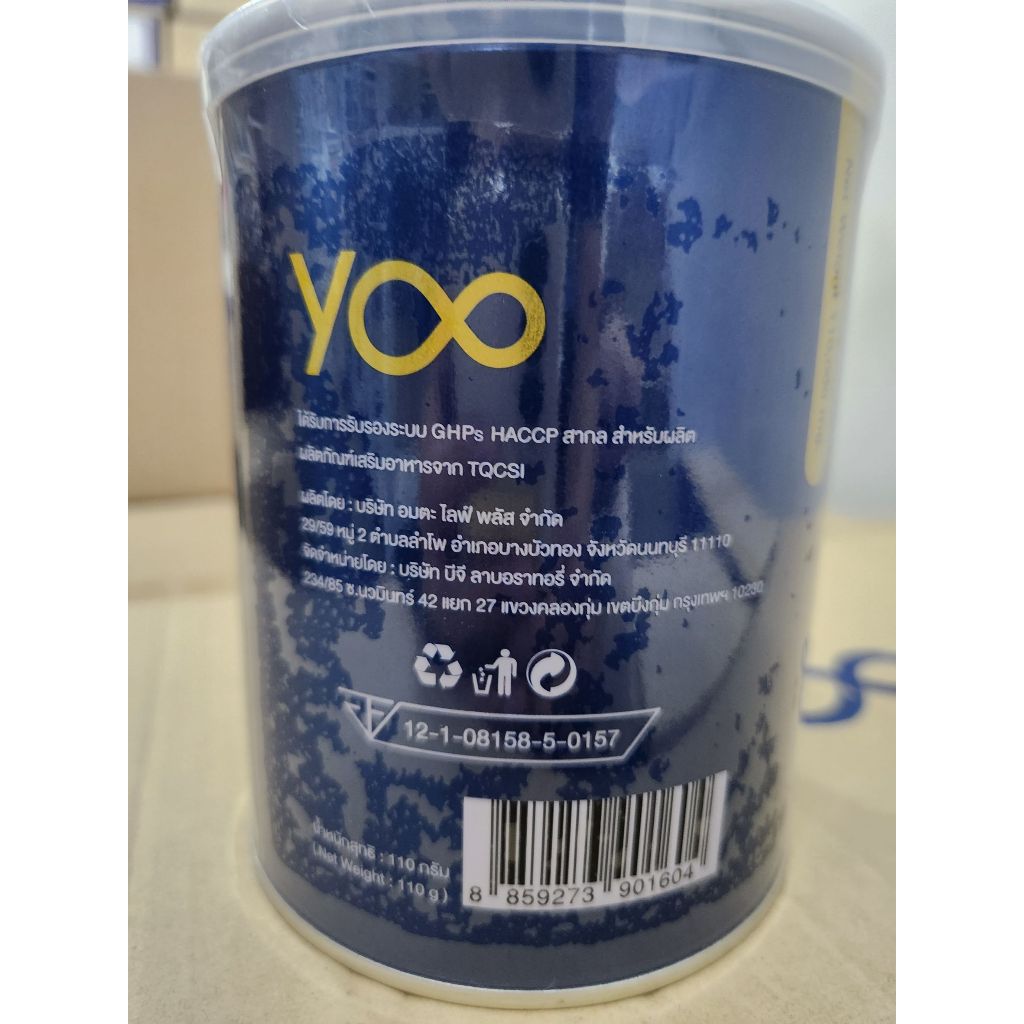 yoo
ได้รับการรับรองระบบ GHPs HACCP สากล สำหรับผลิต
ผลิตภัณฑ์เสริมอาหารจาก TQCSI
ผลิตโดย : บริษัท อมตะ ไลฟ์ พลัส จำกัด
29/59 หมู่ 2 ตำบลลำโพ อำเภอบางบัวทอง จังหวัดนนทบุรี 11110
จัดจำหน่ายโดย : บริษัท บีจี ลาบอราทอรี่ จำกัด
234/85 ซ.นวมินทร์ 42 แยก 27 แขวงคลองกุ่ม เขตบึงกุ่ม กรุงเทพฯ 10230
12-1-08158-5-0157
น้ำหนักสุทธิ : 110 กรัม
(Net Weight : 110 g)
8 859273 901604